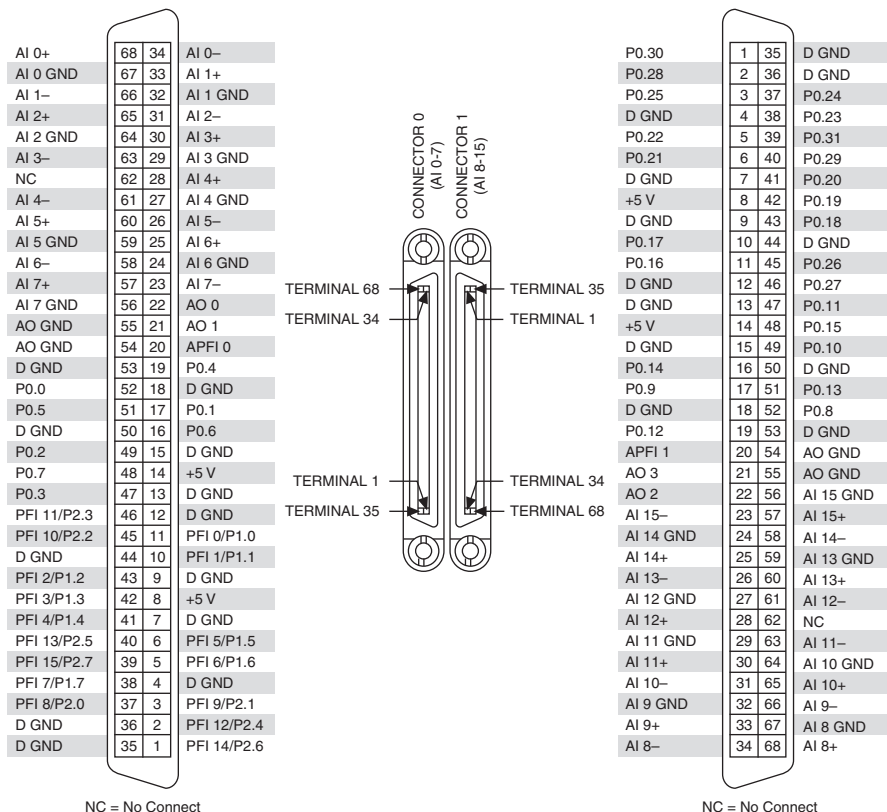 AI 0+ 68 34 AI 0–
AI 0 GND 67 33 AI 1+
AI 1– 66 32 AI 1 GND
AI 2+ 65 31 AI 2–
AI 2 GND 64 30 AI 3+
AI 3– 63 29 AI 3 GND
NC 62 28 AI 4+
AI 4– 61 27 AI 4 GND
AI 5+ 60 26 AI 5–
AI 5 GND 59 25 AI 6+
AI 6– 58 24 AI 6 GND
AI 7+ 57 23 AI 7–
AI 7 GND 56 22 AO 0
AO GND 55 21 AO 1
AO GND 54 20 APFI 0
D GND 53 19 P0.4
P0.0 52 18 D GND
P0.5 51 17 P0.1
D GND 50 16 P0.6
P0.2 49 15 D GND
P0.7 48 14 +5 V
P0.3 47 13 D GND
PFI 11/P2.3 46 12 D GND
PFI 10/P2.2 45 11 PFI 0/P1.0
D GND 44 10 PFI 1/P1.1
PFI 2/P1.2 43 9 D GND
PFI 3/P1.3 42 8 +5 V
PFI 4/P1.4 41 7 D GND
PFI 13/P2.5 40 6 PFI 5/P1.5
PFI 15/P2.7 39 5 PFI 6/P1.6
PFI 7/P1.7 38 4 D GND
PFI 8/P2.0 37 3 PFI 9/P2.1
D GND 36 2 PFI 12/P2.4
D GND 35 1 PFI 14/P2.6
NC = No Connect
CONNECTOR 0
(AI 0-7)
CONNECTOR 1
(AI 8-15)
TERMINAL 68
TERMINAL 34
TERMINAL 35
TERMINAL 1
TERMINAL 1
TERMINAL 35
TERMINAL 34
TERMINAL 68
P0.30 1 35 D GND
P0.28 2 36 D GND
P0.25 3 37 P0.24
D GND 4 38 P0.23
P0.22 5 39 P0.31
P0.21 6 40 P0.29
D GND 7 41 P0.20
+5 V 8 42 P0.19
D GND 9 43 P0.18
P0.17 10 44 D GND
P0.16 11 45 P0.26
D GND 12 46 P0.27
D GND 13 47 P0.11
+5 V 14 48 P0.15
D GND 15 49 P0.10
P0.14 16 50 D GND
P0.9 17 51 P0.13
D GND 18 52 P0.8
P0.12 19 53 D GND
APFI 1 20 54 AO GND
AO 3 21 55 AO GND
AO 2 22 56 AI 15 GND
AI 15– 23 57 AI 15+
AI 14 GND 24 58 AI 14–
AI 14+ 25 59 AI 13 GND
AI 13– 26 60 AI 13+
AI 12 GND 27 61 AI 12–
AI 12+ 28 62 NC
AI 11 GND 29 63 AI 11–
AI 11+ 30 64 AI 10 GND
AI 10– 31 65 AI 10+
AI 9 GND 32 66 AI 9–
AI 9+ 33 67 AI 8 GND
AI 8– 34 68 AI 8+
NC = No Connect